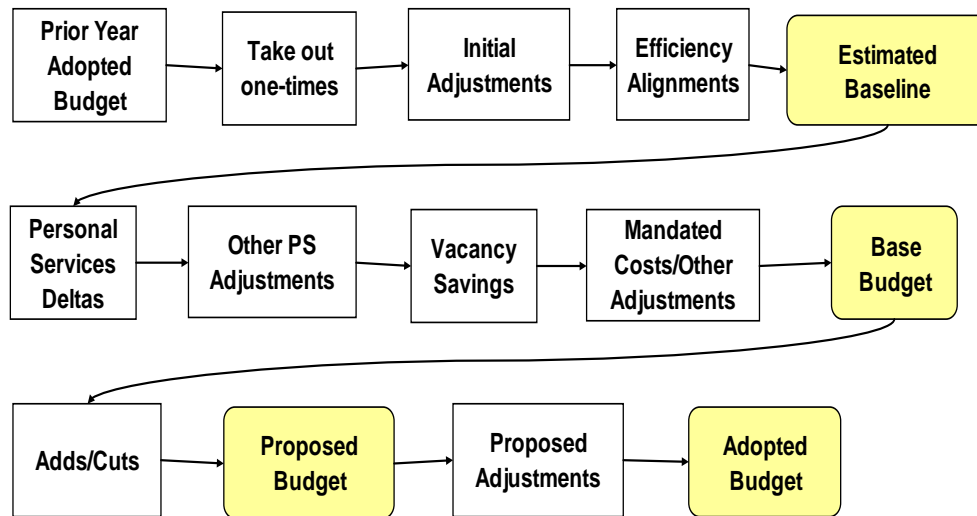 Prior Year
Adopted
Budget
Take out
one-times
Initial
Adjustments
Efficiency
Alignments
Estimated
Baseline
Personal
Services
Deltas
Other PS
Adjustments
Vacancy
Savings
Mandated
Costs/Other
Adjustments
Base
Budget
Adds/Cuts
Proposed
Budget
Proposed
Adjustments
Adopted
Budget